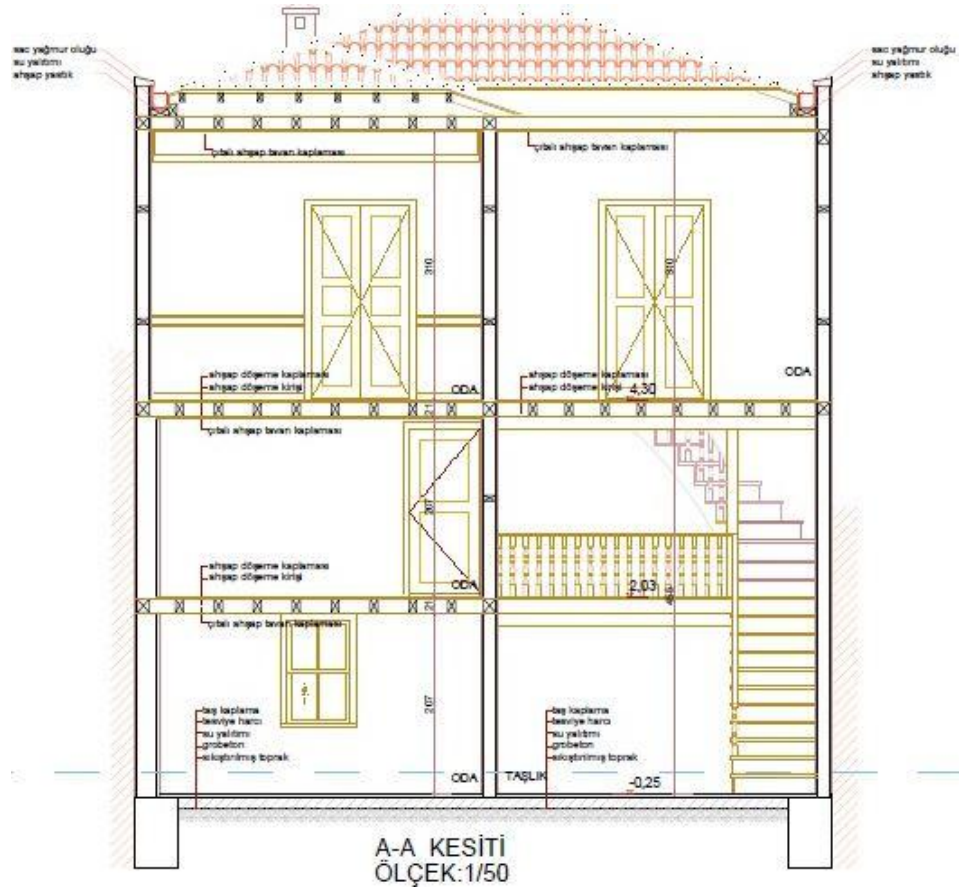 sac yağmur oluğu
su yalıtımı
ahşap yastık
sac yağmur oluğu
su yalıtımı
ahşap yastık
çıtalı ahşap tavan kaplaması
çıtalı ahşap tavan kaplaması
310
310
ahşap döşeme kaplaması
ahşap döşeme kirişi
ODA
ahşap döşeme kaplaması
ahşap döşeme kirişi
ODA
4,30
21
çıtalı ahşap tavan kaplaması
207
ahşap döşeme kaplaması
ahşap döşeme kirişi
ODA
2,03
21
çıtalı ahşap tavan kaplaması
207
taş kaplama
tesviye harcı
su yalıtımı
grobeton
sıkıştırılmış toprak
taş kaplama
tesviye harcı
su yalıtımı
grobeton
sıkıştırılmış toprak
ODA
TAŞLIK
-0,25
A-A KESİTİ
ÖLÇEK:1/50